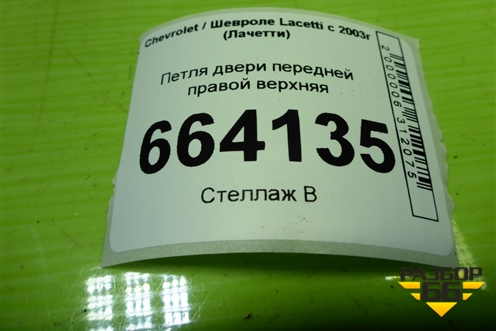 Chevrolet / Шевроле Lacetti с 2003г
(Лачетти)
Петля двери передней
правой верхняя
664135
Стеллаж В
2000006312075
РАЗБОР
66